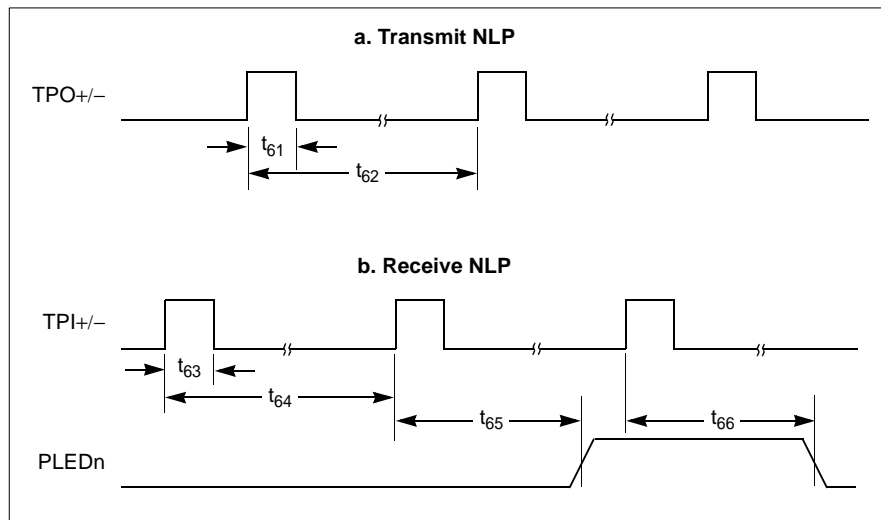 a. Transmit NLP
TPO+/−
t61
t62
b. Receive NLP
TPI+/−
t63
t64
t65
t66
PLEDn